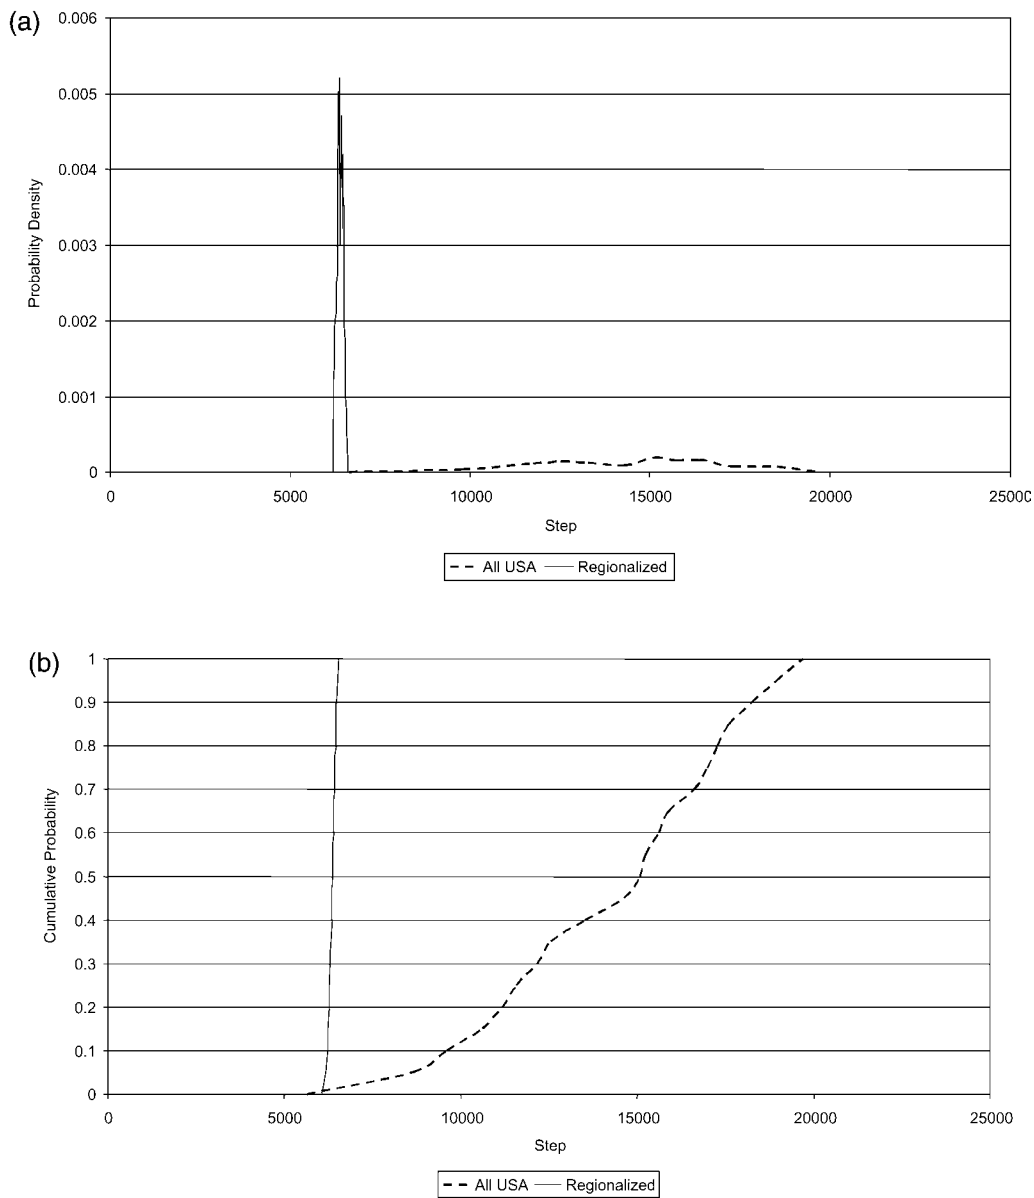 (a)
0.006
0.005
0.004
0.003
0.002
0.001
0
Probability Density
0 5000 10000 15000 20000 25000
Step
All USA Regionalized
(b)
1
0.9
0.8
0.7
0.6
0.5
0.4
0.3
0.2
0.1
0
Cumulative Probability
0 5000 10000 15000 20000 25000
Step
All USA Regionalized